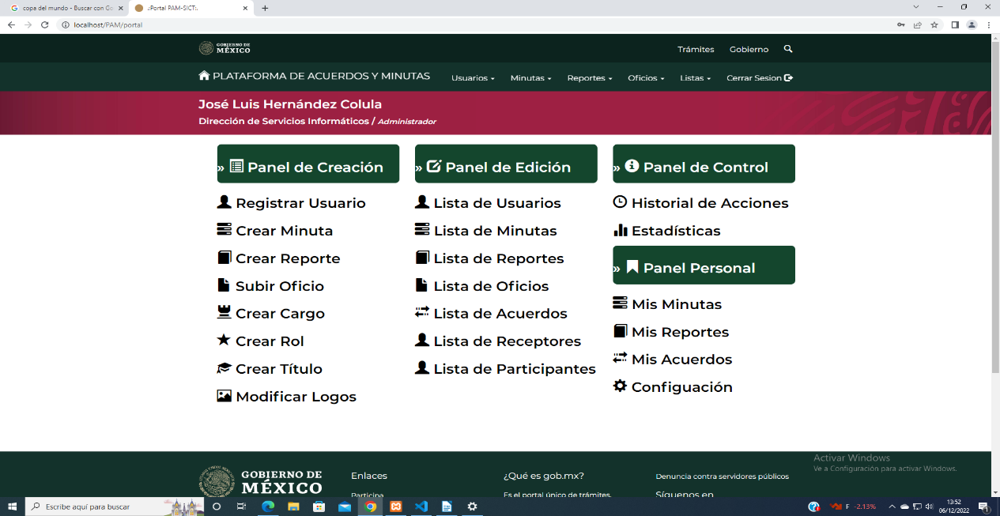 copa del mundo - Buscar con Go
.:Portal PAM-SICT:.
localhost/PAM/portal
GOBIERNO DE
MÉXICO
Trámites Gobierno
PLATAFORMA DE ACUERDOS Y MINUTAS Usuarios Minutas Reportes Oficios Listas Cerrar Sesion
José Luis Hernández Colula
Dirección de Servicios Informáticos / Administrador
» Panel de Creación
Registrar Usuario
Crear Minuta
Crear Reporte
Subir Oficio
Crear Cargo
Crear Rol
Crear Título
Modificar Logos
» Panel de Edición
Lista de Usuarios
Lista de Minutas
Lista de Reportes
Lista de Oficios
Lista de Acuerdos
Lista de Receptores
Lista de Participantes
» Panel de Control
Historial de Acciones
Estadísticas
» Panel Personal
Mis Minutas
Mis Reportes
Mis Acuerdos
Configuación
GOBIERNO DE
MÉXICO
Enlaces
Participa
¿Qué es gob.mx?
Es el portal único de trámites,
Denuncia contra servidores públicos
Síguenos en
Activar Windows
Ve a Configuración para activar Windows.
Escribe aquí para buscar
F -2.13%
13:52
06/12/2022
1